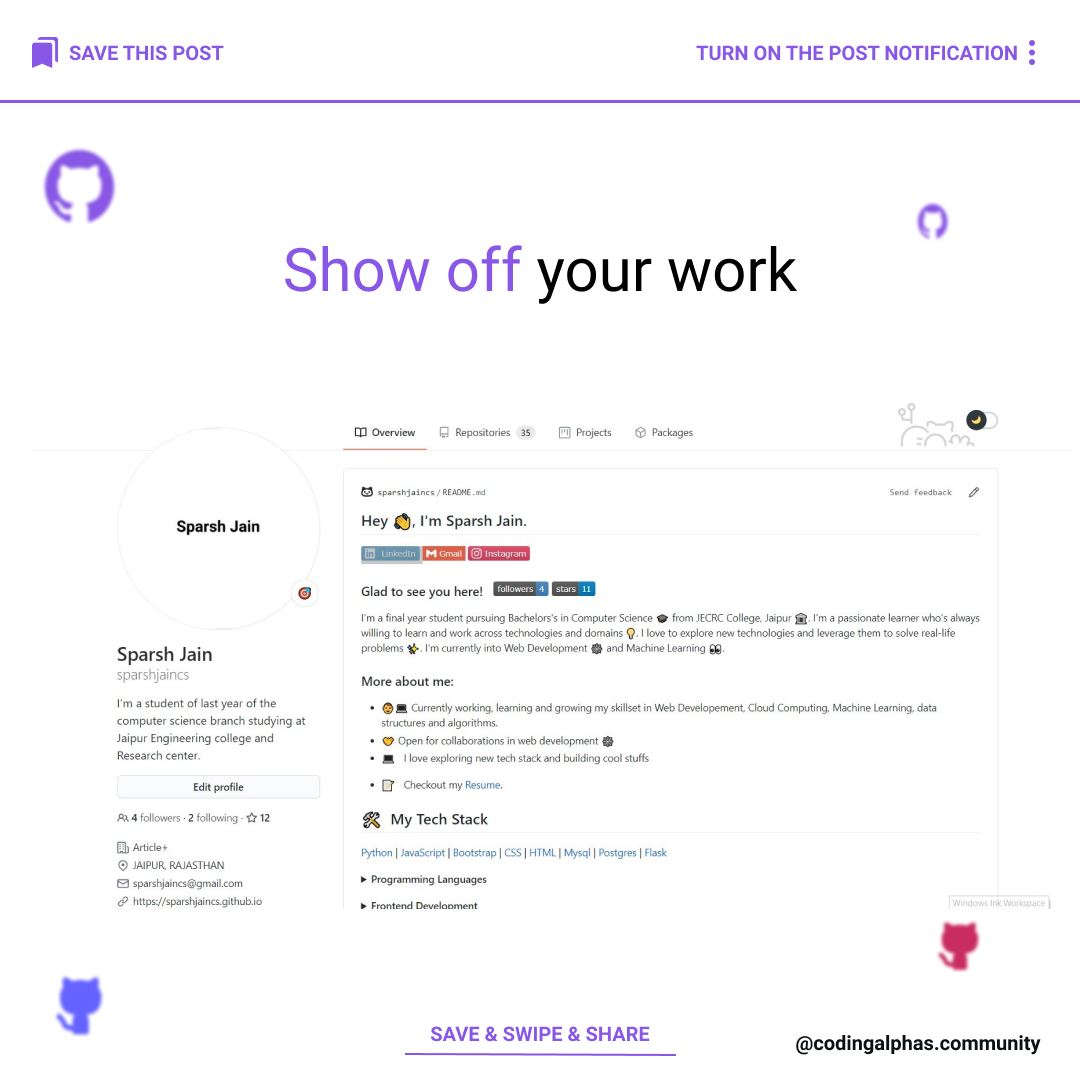 SAVE THIS POST
TURN ON THE POST NOTIFICATION
Show off your work
Overview
Repositories 35
Projects
Packages
Sparsh Jain
Sparsh Jain
sparshjaincs
I'm a student of last year of the
computer science branch studying at
Jaipur Engineering college and
Research center.
Edit profile
4 followers · 2 following · 12
Article+
JAIPUR, RAJASTHAN
sparshjaincs@gmail.com
https://sparshjaincs.github.io
sparshjaincs / README.md
Send feedback
Hey 👋, I'm Sparsh Jain.
LinkedIn Gmail Instagram
Glad to see you here! followers 4 stars 11
I'm a final year student pursuing Bachelors's in Computer Science 🎓 from JECRC College, Jaipur 🏛. I'm a passionate learner who's always
willing to learn and work across technologies and domains 💡. I love to explore new technologies and leverage them to solve real-life
problems ✨. I'm currently into Web Development and Machine Learning 👀.
More about me:
• Currently working, learning and growing my skillset in Web Developement, Cloud Computing, Machine Learning, data
structures and algorithms.
• Open for collaborations in web development
• I love exploring new tech stack and building cool stuffs
• Checkout my Resume.
My Tech Stack
Python | JavaScript | Bootstrap | CSS | HTML | Mysql | Postgres | Flask
▸ Programming Languages
▸ Frontend Development
Windows Ink Workspace
SAVE & SWIPE & SHARE
@codingalphas.community